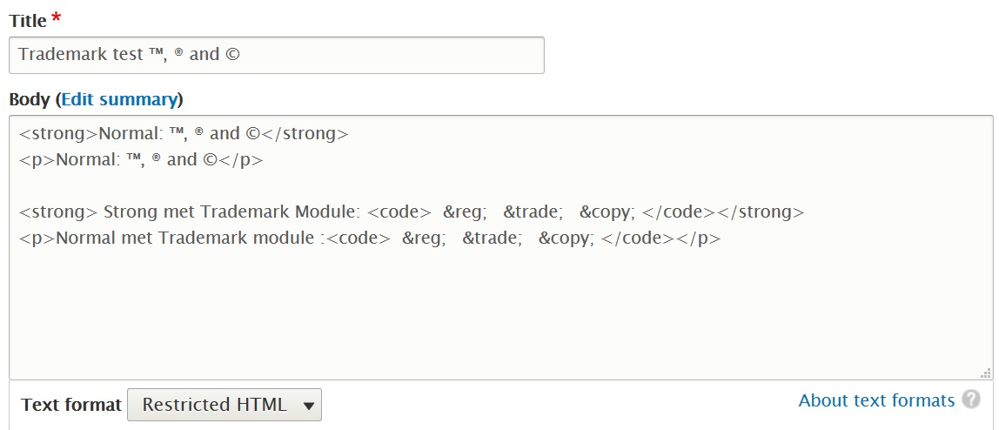 Title *
Trademark test ™, ® and ©
Body (Edit summary)
<strong>Normal: ™, ® and ©</strong>
<p>Normal: ™, ® and ©</p>
<strong> Strong met Trademark Module: <code>  &reg;   &trade;   &copy; </code></strong>
<p>Normal met Trademark module :<code>  &reg;   &trade;   &copy; </code></p>
Text format Restricted HTML
About text formats ?